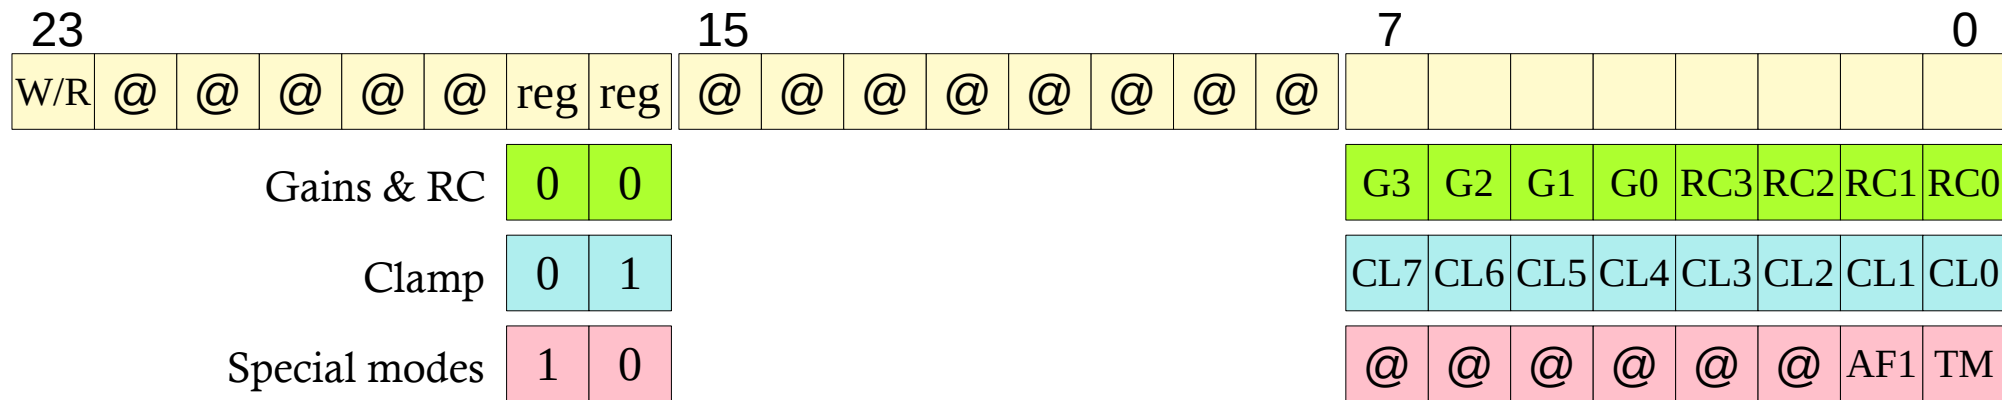 23 15 7 0
W/R @ @ @ @ @ reg reg @ @ @ @ @ @ @ @
Gains & RC 0 0 G3 G2 G1 G0 RC3 RC2 RC1 RC0
Clamp 0 1 CL7 CL6 CL5 CL4 CL3 CL2 CL1 CL0
Special modes 1 0 @ @ @ @ @ @ AF1 TM